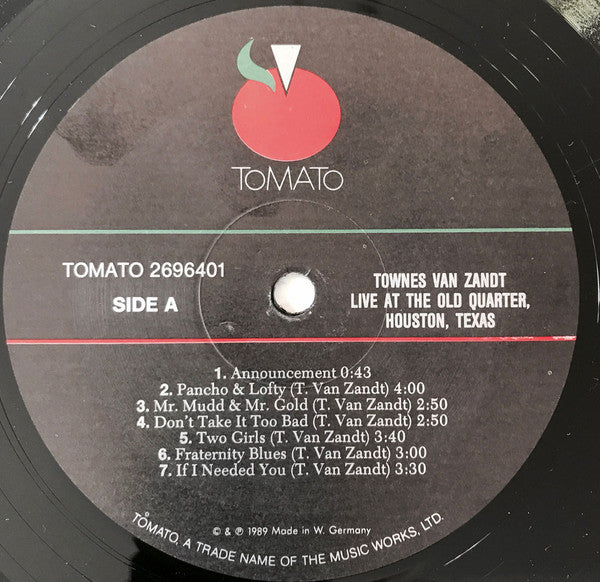 TOMATO
TOMATO 2696401
SIDE A
TOWNES VAN ZANDT
LIVE AT THE OLD QUARTER,
HOUSTON, TEXAS
1. Announcement 0:43
2. Pancho & Lofty (T. Van Zandt) 4:00
3. Mr. Mudd & Mr. Gold (T. Van Zandt) 2:50
4. Don't Take It Too Bad (T. Van Zandt) 2:50
5. Two Girls (T. Van Zandt) 3:40
6. Fraternity Blues (T. Van Zandt) 3:00
7. If I Needed You (T. Van Zandt) 3:30
© & ℗ 1989 Made in W. Germany
TOMATO, A TRADE NAME OF THE MUSIC WORKS, LTD.